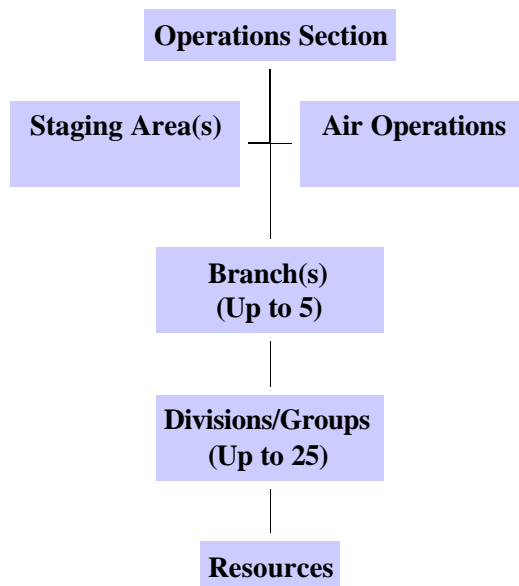 Operations Section
Staging Area(s)
Air Operations
Branch(s)
(Up to 5)
Divisions/Groups
(Up to 25)
Resources